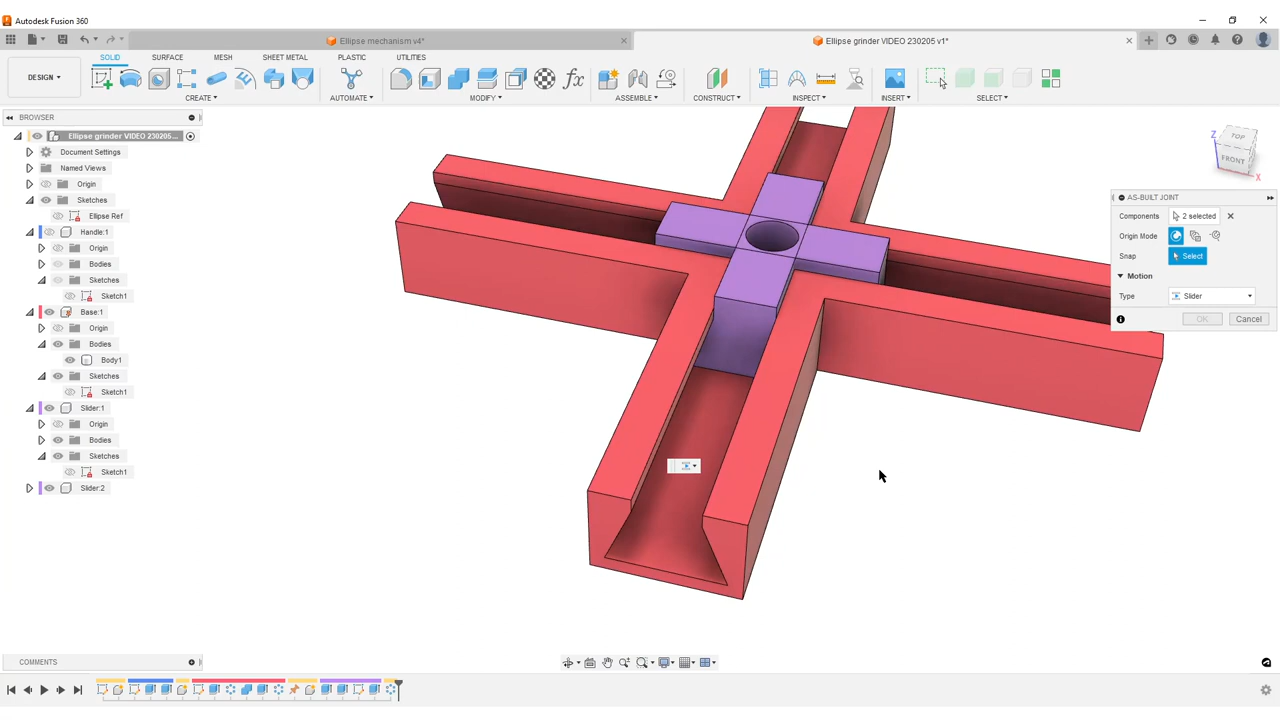 Autodesk Fusion 360
Ellipse mechanism v4*
Ellipse grinder VIDEO 230205 v1*
SOLID SURFACE MESH SHEET METAL PLASTIC UTILITIES
DESIGN
CREATE AUTOMATE MODIFY ASSEMBLE CONSTRUCT INSPECT INSERT SELECT
BROWSER
Ellipse grinder VIDEO 230205...
Document Settings
Named Views
Origin
Sketches
Ellipse Ref
Handle:1
Origin
Bodies
Sketches
Sketch1
Base:1
Origin
Bodies
Body1
Sketches
Sketch1
Slider:1
Origin
Bodies
Sketches
Sketch1
Slider:2
Z
TOP
FRONT
X
AS-BUILT JOINT
Components 2 selected
Origin Mode
Snap Select
Motion
Type Slider
OK Cancel
COMMENTS